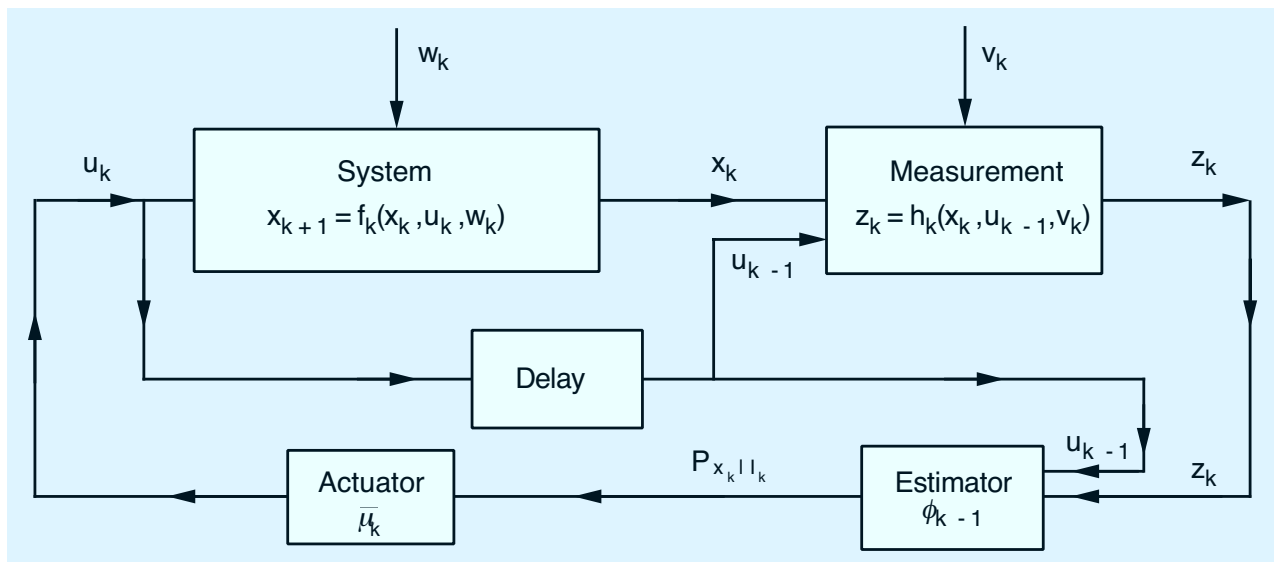 w_k
v_k
u_k
System
x_{k+1} = f_k(x_k, u_k, w_k)
x_k
Measurement
z_k = h_k(x_k, u_{k-1}, v_k)
z_k
u_{k-1}
Delay
u_{k-1}
P_{x_k | I_k}
z_k
Actuator
\overline{μ}_k
Estimator
ϕ_{k-1}